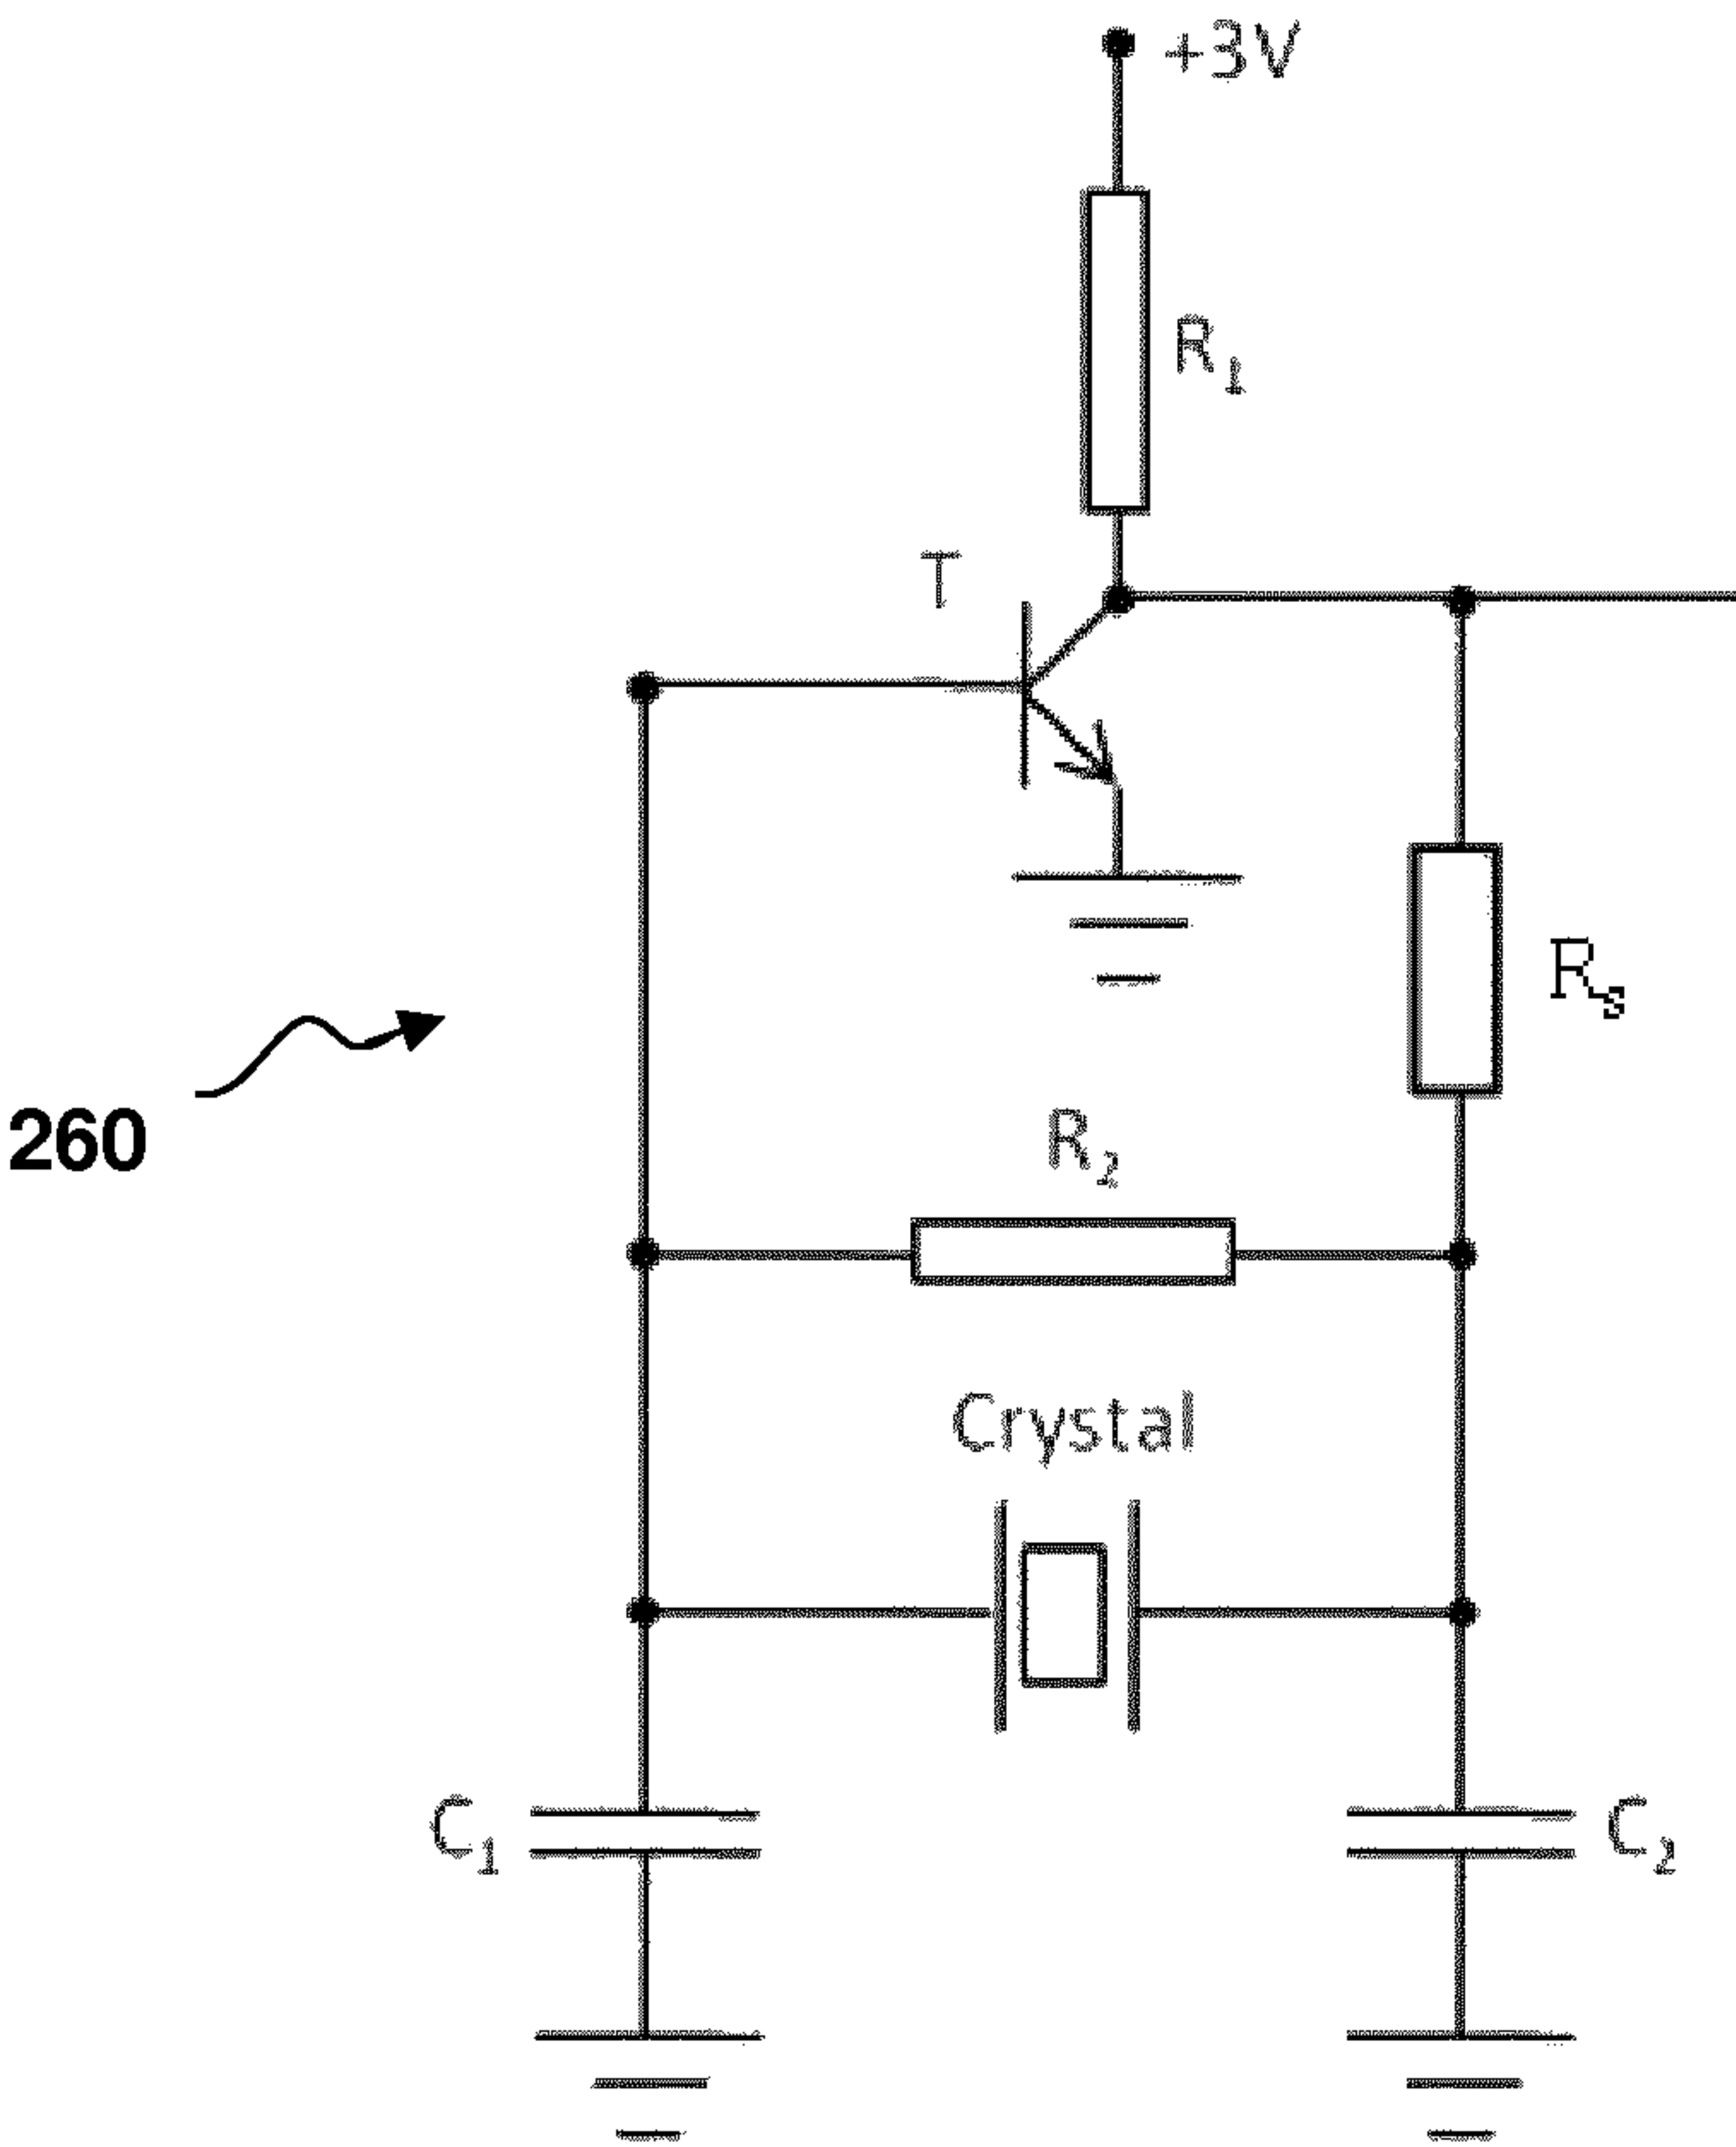 +3V
R₁
T
Rₛ
260
R₂
Crystal
C₁
C₂